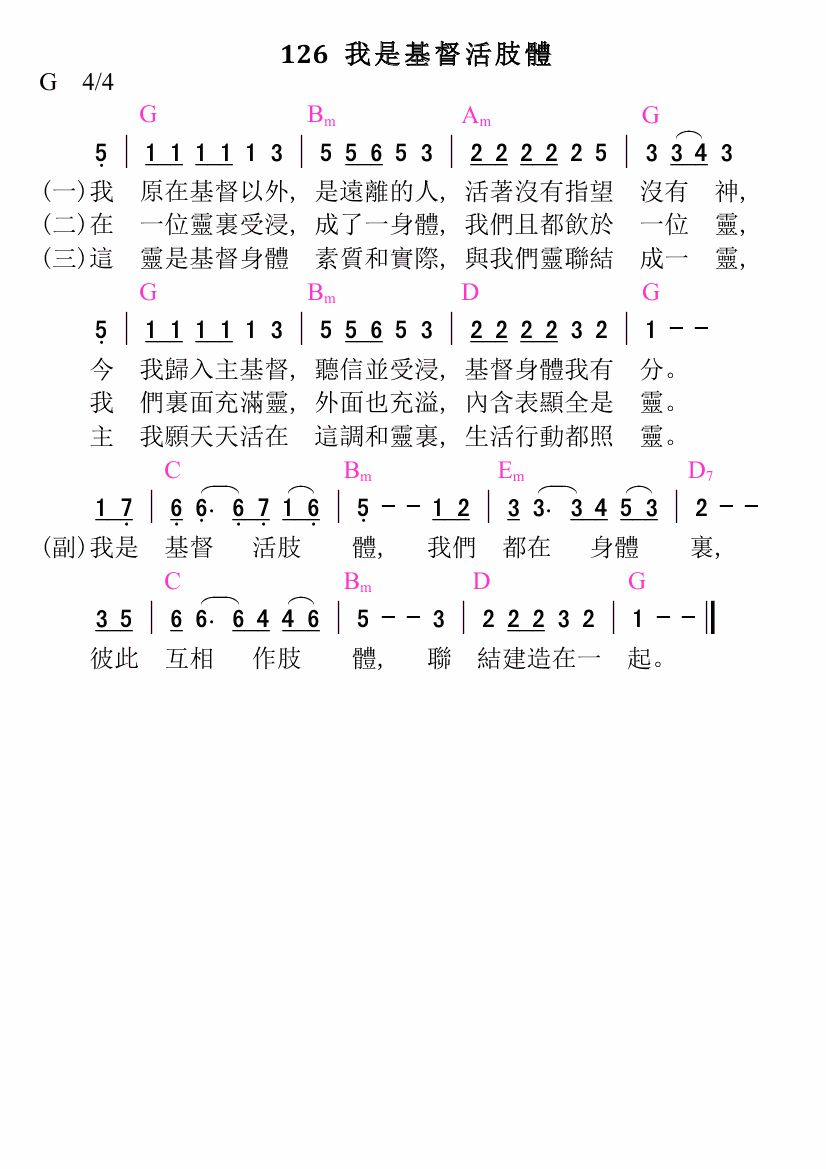 126 我是基督活肢體
G 4/4
G Bm Am G
5 | 1 1 1 1 1 3 | 5 5 6 5 3 | 2 2 2 2 2 5 | 3 3 4 3
(一)我 原在基督以外, 是遠離的人, 活著沒有指望 沒有 神,
(二)在 一位靈裏受浸, 成了一身體, 我們且都飲於 一位 靈,
(三)這 靈是基督身體 素質和實際, 與我們靈聯結 成一 靈,
G Bm D G
5 | 1 1 1 1 1 3 | 5 5 6 5 3 | 2 2 2 2 3 2 | 1 - -
今 我歸入主基督, 聽信並受浸, 基督身體我有 分。
我 們裏面充滿靈, 外面也充溢, 內含表顯全是 靈。
主 我願天天活在 這調和靈裏, 生活行動都照 靈。
C Bm Em D7
1 7 | 6 6. 6 7 1 6 | 5 - - 1 2 | 3 3. 3 4 5 3 | 2 - -
(副)我是 基督 活肢 體, 我們 都在 身體 裏,
C Bm D G
3 5 | 6 6. 6 4 4 6 | 5 - - 3 | 2 2 2 3 2 | 1 - - ‖
彼此 互相 作肢 體, 聯 結建造在一 起。